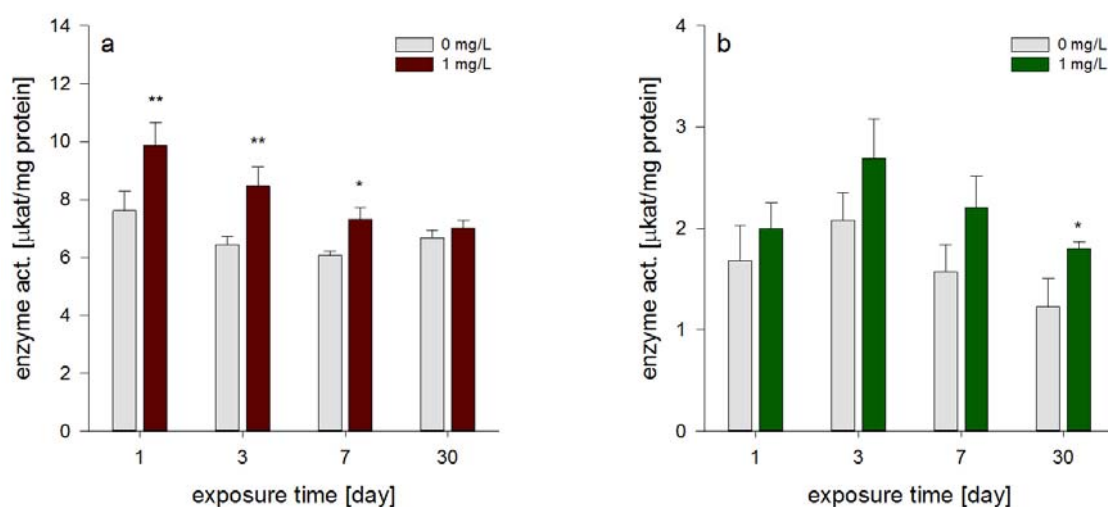 a
0 mg/L
1 mg/L
enzyme act. [µkat/mg protein]
14
12
10
8
6
4
2
0
**
**
*
1 3 7 30
exposure time [day]
b
0 mg/L
1 mg/L
enzyme act. [µkat/mg protein]
4
3
2
1
0
*
1 3 7 30
exposure time [day]